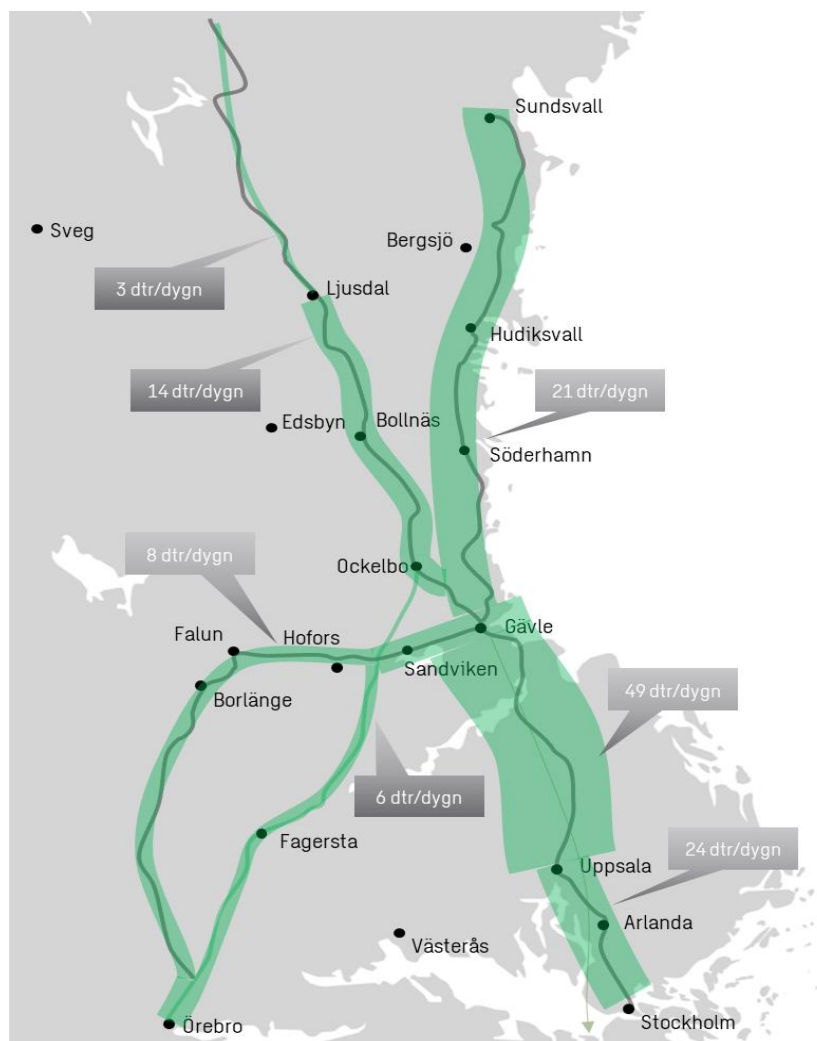 Sundsvall
Sveg
Bergsjö
3 dtr/dygn
Ljusdal
Hudiksvall
14 dtr/dygn
21 dtr/dygn
Edsbyn
Bollnäs
Söderhamn
8 dtr/dygn
Ockelbo
Falun
Hofors
Gävle
Sandviken
Borlänge
49 dtr/dygn
6 dtr/dygn
Fagersta
24 dtr/dygn
Uppsala
Arlanda
Västerås
Örebro
Stockholm